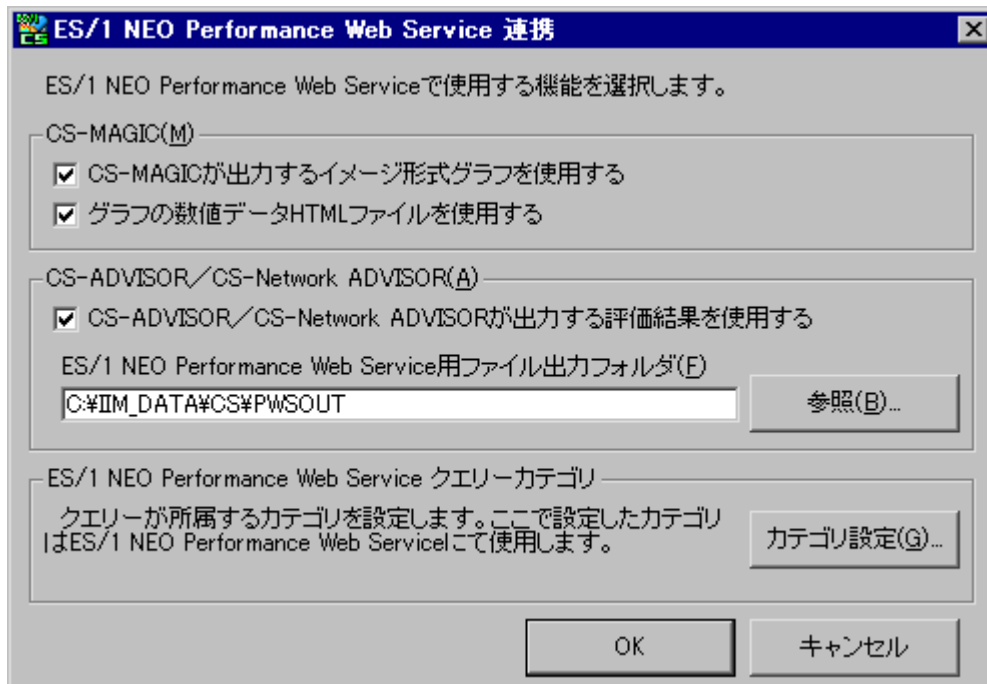 ES/1 NEO Performance Web Service 連携
ES/1 NEO Performance Web Serviceで使用する機能を選択します。
CS-MAGIC(M)
CS-MAGICが出力するイメージ形式グラフを使用する
グラフの数値データHTMLファイルを使用する
CS-ADVISOR／CS-Network ADVISOR(A)
CS-ADVISOR／CS-Network ADVISORが出力する評価結果を使用する
ES/1 NEO Performance Web Service用ファイル出力フォルダ(F)
C:¥IIM_DATA¥CS¥PWSOUT
参照(B)...
ES/1 NEO Performance Web Service クエリーカテゴリ
クエリーが所属するカテゴリを設定します。ここで設定したカテゴリ
はES/1 NEO Performance Web Serviceにて使用します。
カテゴリ設定(G)...
OK
キャンセル